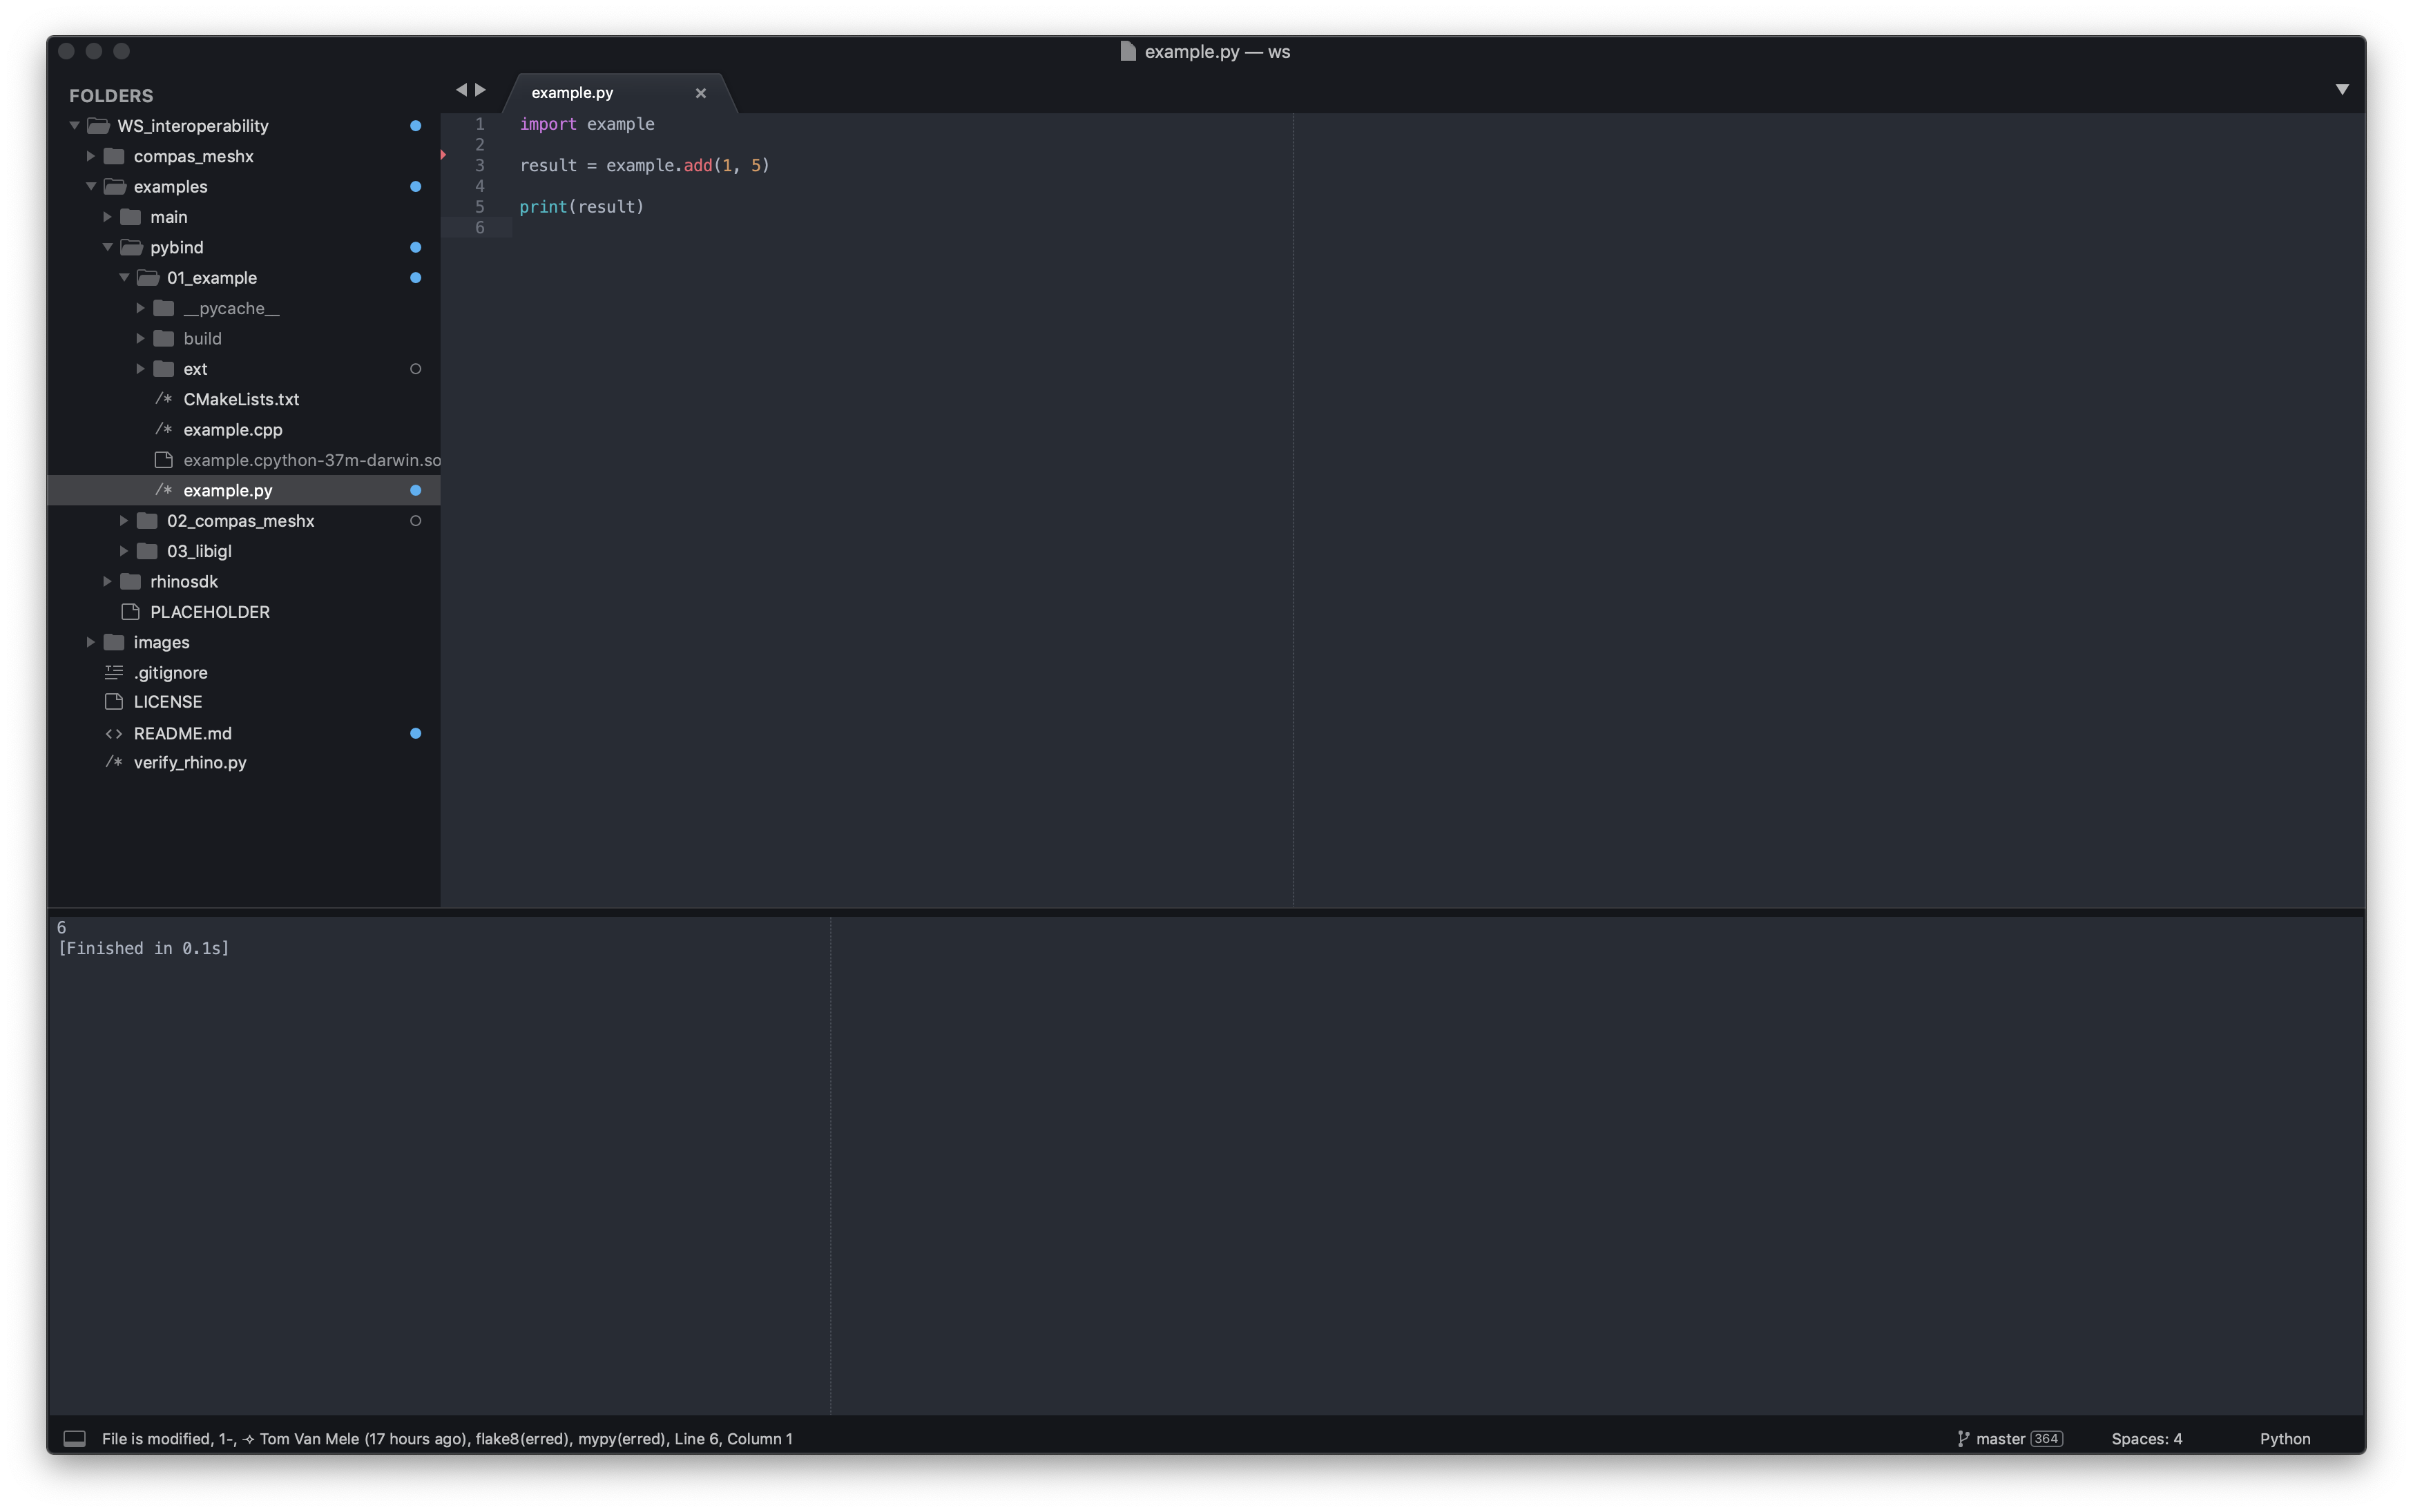 example.py — ws
FOLDERS
WS_interoperability
compas_meshx
examples
main
pybind
01_example
__pycache__
build
ext
/* CMakeLists.txt
/* example.cpp
example.cpython-37m-darwin.so
/* example.py
02_compas_meshx
03_libigl
rhinosdk
PLACEHOLDER
images
.gitignore
LICENSE
<> README.md
/* verify_rhino.py
example.py
1 import example
2
3 result = example.add(1, 5)
4
5 print(result)
6
6
[Finished in 0.1s]
File is modified, 1-, ✧ Tom Van Mele (17 hours ago), flake8(erred), mypy(erred), Line 6, Column 1
master 364
Spaces: 4
Python